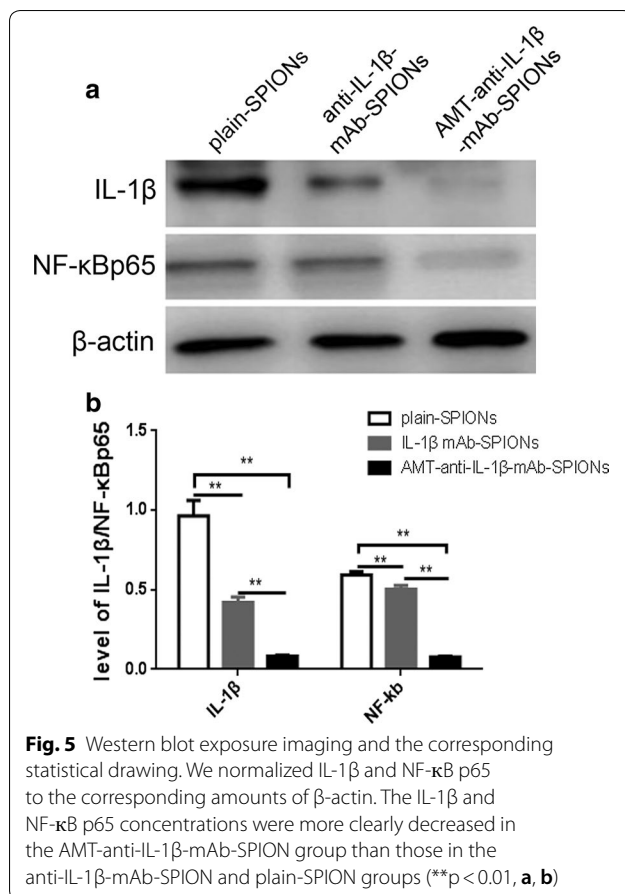 a
plain-SPIONs
anti-IL-1β-
mAb-SPIONs
AMT-anti-IL-1β
-mAb-SPIONs
IL-1β
NF-κBp65
β-actin
b
level of IL-1β/NF-κBp65
1.5
1.0
0.5
0.0
plain-SPIONs
IL-1β mAb-SPIONs
AMT-anti-IL-1β-mAb-SPIONs
**
**
**
**
**
**
IL-1β
NF-kb
Fig. 5 Western blot exposure imaging and the corresponding
statistical drawing. We normalized IL-1β and NF-κB p65
to the corresponding amounts of β-actin. The IL-1β and
NF-κB p65 concentrations were more clearly decreased in
the AMT-anti-IL-1β-mAb-SPION group than those in the
anti-IL-1β-mAb-SPION and plain-SPION groups (**p < 0.01, a, b)